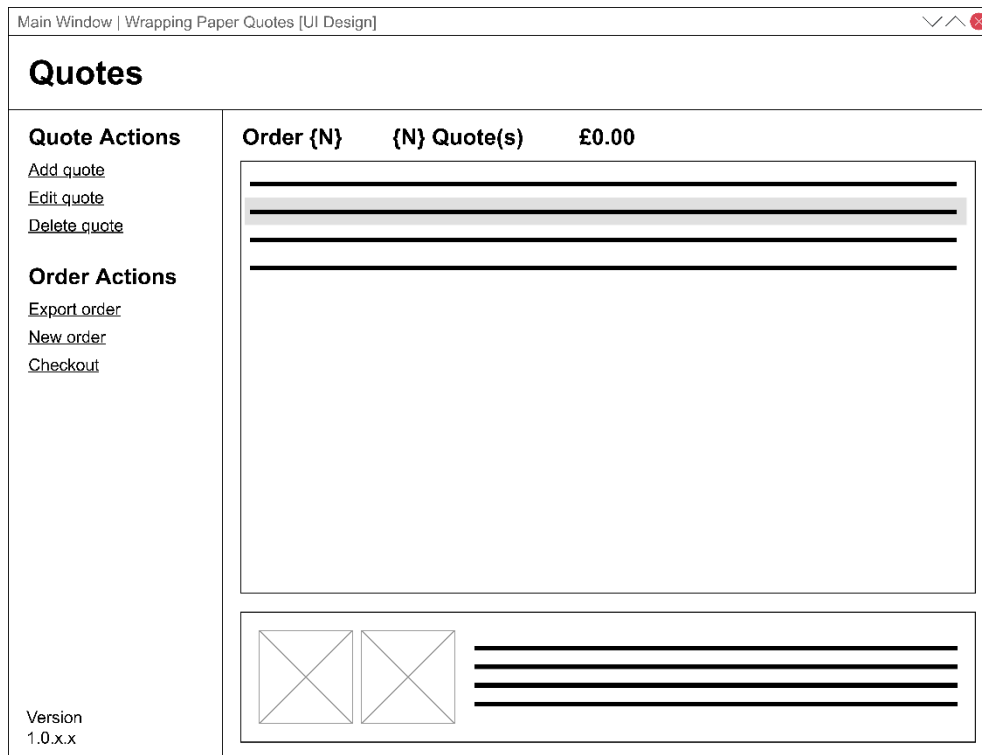 Main Window | Wrapping Paper Quotes [UI Design]
Quotes
Quote Actions
Add quote
Edit quote
Delete quote
Order Actions
Export order
New order
Checkout
Version
1.0.x.x
Order {N} {N} Quote(s) £0.00